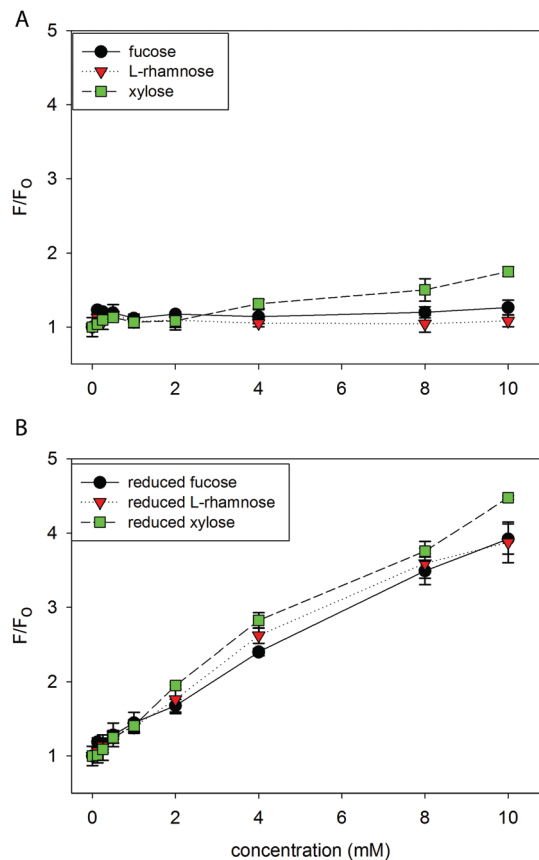 A
5
fucose
L-rhamnose
xylose
4
3
F/Fo
2
1
0 2 4 6 8 10
B
5
reduced fucose
reduced L-rhamnose
reduced xylose
4
3
F/Fo
2
1
0 2 4 6 8 10
concentration (mM)